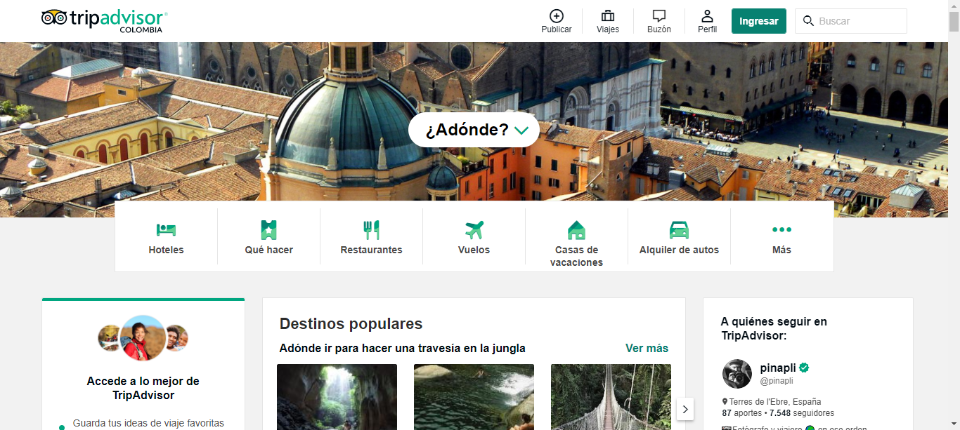 tripadvisor
COLOMBIA
Publicar
Viajes
Buzón
Perfil
Ingresar
Buscar
¿Adónde?
Hoteles
Qué hacer
Restaurantes
Vuelos
Casas de
vacaciones
Alquiler de autos
Más
Accede a lo mejor de
TripAdvisor
Guarda tus ideas de viaje favoritas
Destinos populares
Adónde ir para hacer una travesía en la jungla
Ver más
A quiénes seguir en
TripAdvisor:
pinapli
@pinapli
Terres de l'Ebre, España
87 aportes • 7.548 seguidores